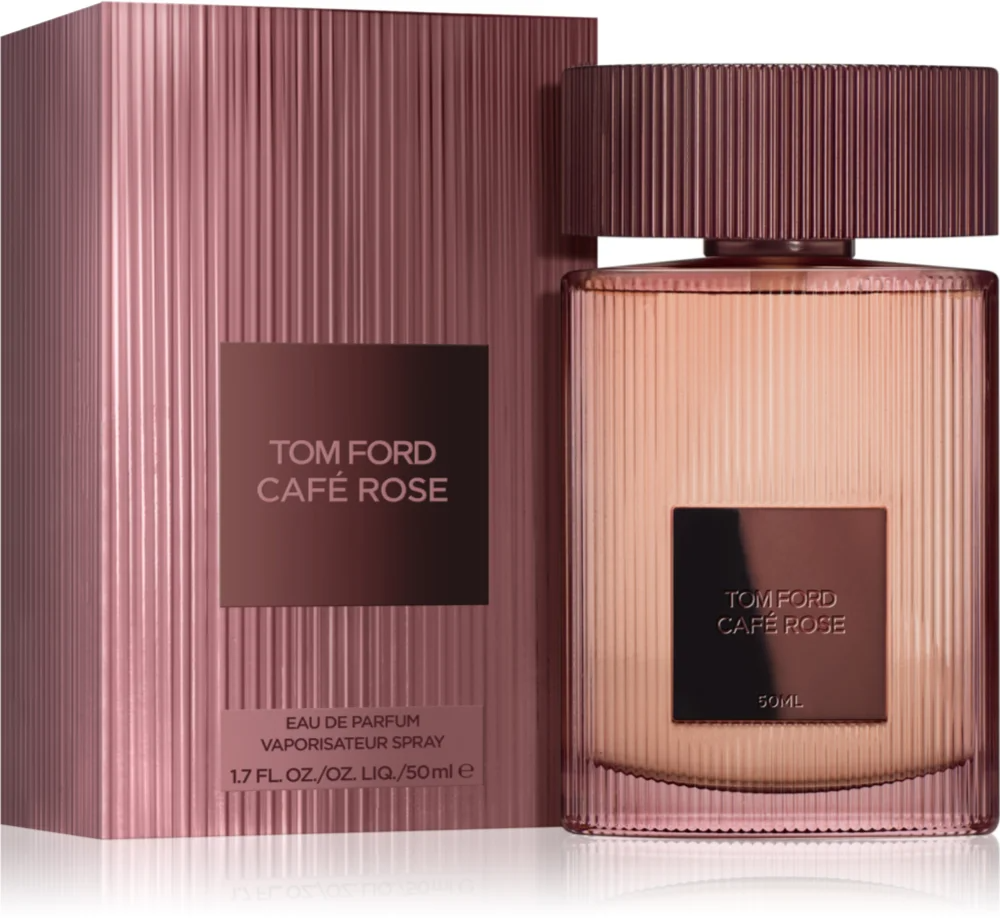 TOM FORD
CAFÉ ROSE
EAU DE PARFUM
VAPORISATEUR SPRAY
1.7 FL. OZ./OZ. LIQ./50 ml ℮
TOM FORD
CAFÉ ROSE
50ML